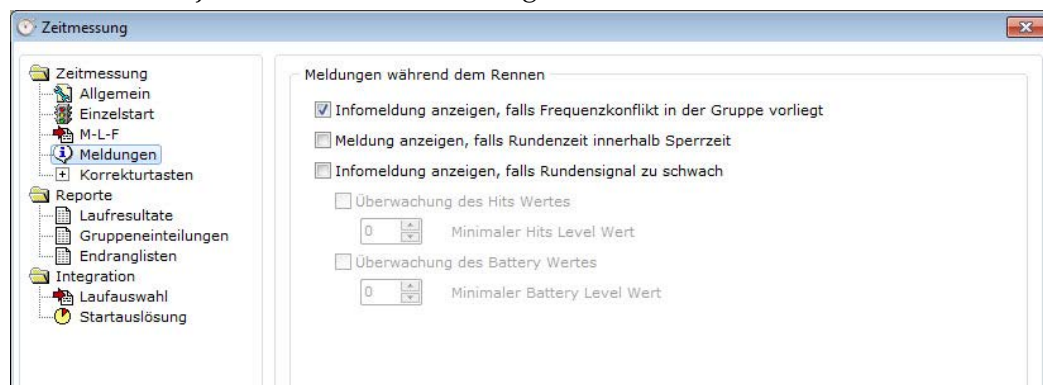 Zeitmessung
Zeitmessung
Allgemein
Einzelstart
M-L-F
Meldungen
Korrekturtasten
Reporte
Laufresultate
Gruppeneinteilungen
Endranglisten
Integration
Laufauswahl
Startauslösung
Meldungen während dem Rennen
Infomeldung anzeigen, falls Frequenzkonflikt in der Gruppe vorliegt
Meldung anzeigen, falls Rundenzeit innerhalb Sperrzeit
Infomeldung anzeigen, falls Rundensignal zu schwach
Überwachung des Hits Wertes
0 Minimaler Hits Level Wert
Überwachung des Battery Wertes
0 Minimaler Battery Level Wert